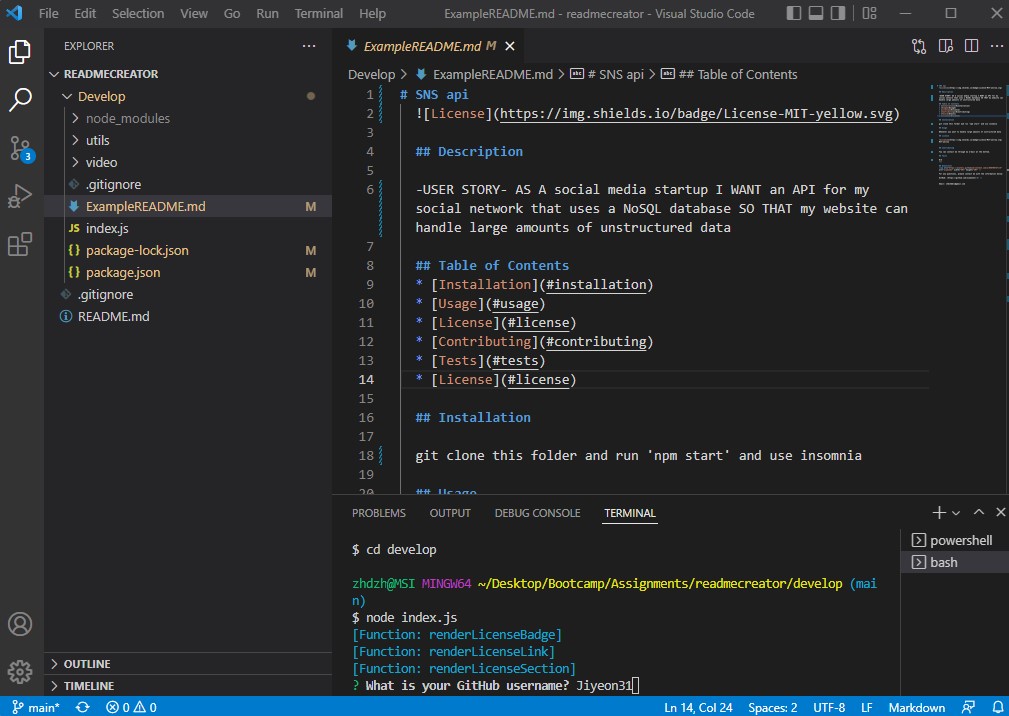 File Edit Selection View Go Run Terminal Help ExampleREADME.md - readmecreator - Visual Studio Code
EXPLORER
READMECREATOR
Develop
node_modules
utils
video
.gitignore
ExampleREADME.md M
JS index.js
{} package-lock.json M
{} package.json M
.gitignore
README.md
OUTLINE
TIMELINE
3
ExampleREADME.md M
Develop > ExampleREADME.md > # SNS api > ## Table of Contents
1 # SNS api
2 ![License](https://img.shields.io/badge/License-MIT-yellow.svg)
3
4 ## Description
5
6 -USER STORY- AS A social media startup I WANT an API for my
social network that uses a NoSQL database SO THAT my website can
handle large amounts of unstructured data
7
8 ## Table of Contents
9 * [Installation](#installation)
10 * [Usage](#usage)
11 * [License](#license)
12 * [Contributing](#contributing)
13 * [Tests](#tests)
14 * [License](#license)
15
16 ## Installation
17
18 git clone this folder and run 'npm start' and use insomnia
19
20 ## Usage
PROBLEMS OUTPUT DEBUG CONSOLE TERMINAL
$ cd develop
zhdzh@MSI MINGW64 ~/Desktop/Bootcamp/Assignments/readmecreator/develop (mai
n)
$ node index.js
[Function: renderLicenseBadge]
[Function: renderLicenseLink]
[Function: renderLicenseSection]
? What is your GitHub username? Jiyeon31
powershell
bash
main* 0 0 Ln 14, Col 24 Spaces: 2 UTF-8 LF Markdown